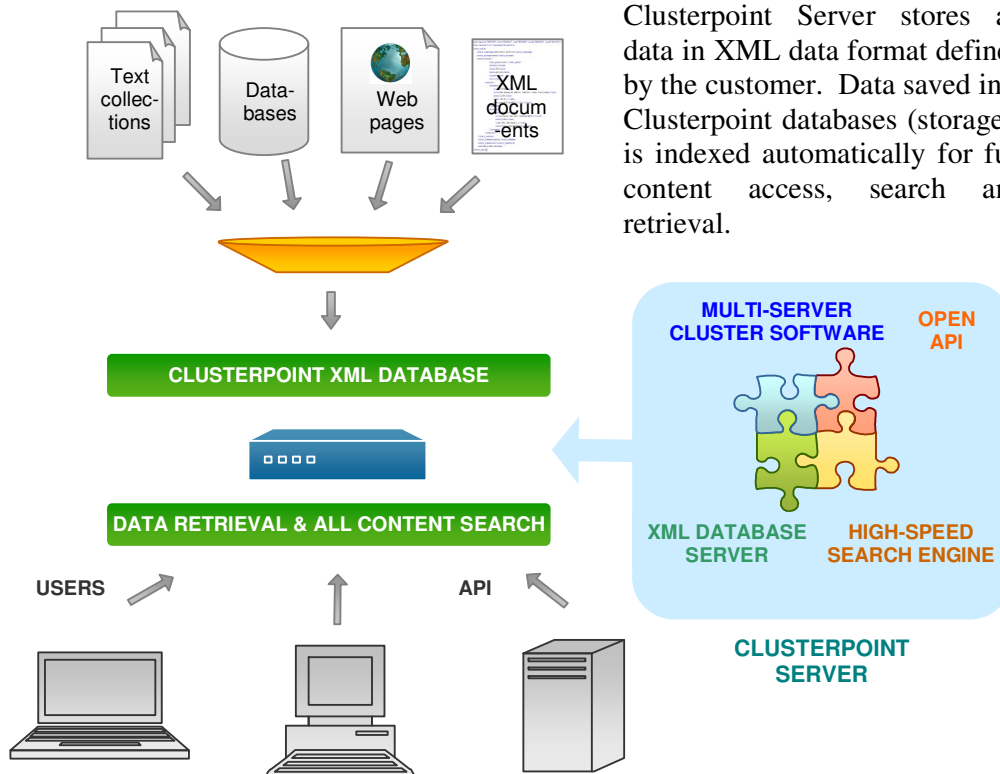 Clusterpoint Server stores a
data in XML data format define
by the customer. Data saved in
Clusterpoint databases (storage
is indexed automatically for fu
content access, search an
retrieval.
Text
collec-
tions
Data-
bases
Web
pages
XML
docum
-ents
MULTI-SERVER
CLUSTER SOFTWARE
OPEN
API
CLUSTERPOINT XML DATABASE
DATA RETRIEVAL & ALL CONTENT SEARCH
XML DATABASE
SERVER
HIGH-SPEED
SEARCH ENGINE
USERS
API
CLUSTERPOINT
SERVER